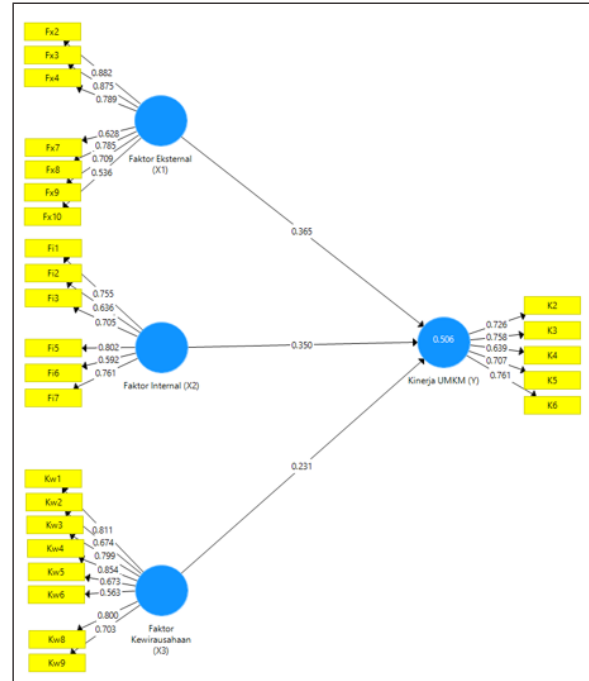 Fx2
Fx3
Fx4
0.882
0.875
0.789
Fx7
Fx8
Fx9
Fx10
0.628
0.785
0.709
0.536
Faktor Eksternal
(X1)
0.365
Fi1
Fi2
Fi3
0.755
0.636
0.705
Fi5
Fi6
Fi7
0.802
0.592
0.761
Faktor Internal (X2)
0.350
0.506
Kinerja UMKM (Y)
0.726
0.758
0.639
0.707
0.761
K2
K3
K4
K5
K6
0.231
Kw1
Kw2
Kw3
Kw4
Kw5
Kw6
0.811
0.674
0.799
0.854
0.673
0.563
Kw8
Kw9
0.800
0.703
Faktor
Kewirausahaan
(X3)